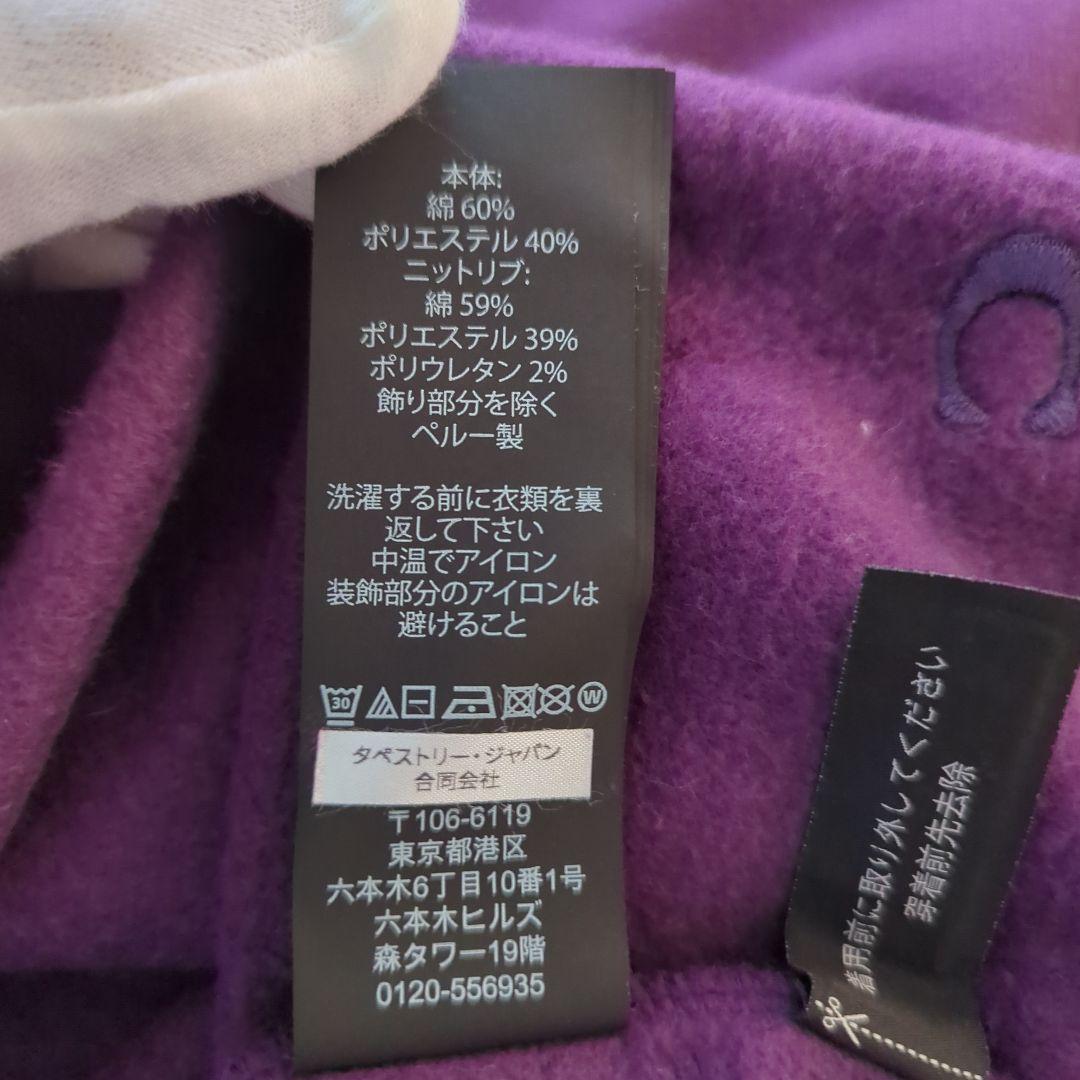 本体:
綿 60%
ポリエステル 40%
ニットリブ:
綿 59%
ポリエステル 39%
ポリウレタン 2%
飾り部分を除く
ペルー製
洗濯する前に衣類を裏
返して下さい
中温でアイロン
装飾部分のアイロンは
避けること
30
W
タペストリー・ジャパン
合同会社
〒106-6119
東京都港区
六本木6丁目10番1号
六本木ヒルズ
森タワー19階
0120-556935
着用前に取り外してください
穿着前先去除